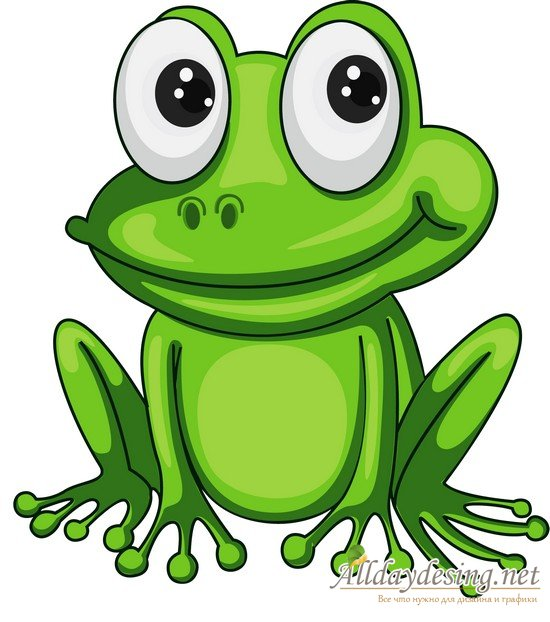 Alldaydesing.net
Все что нужно для дизайна и графики